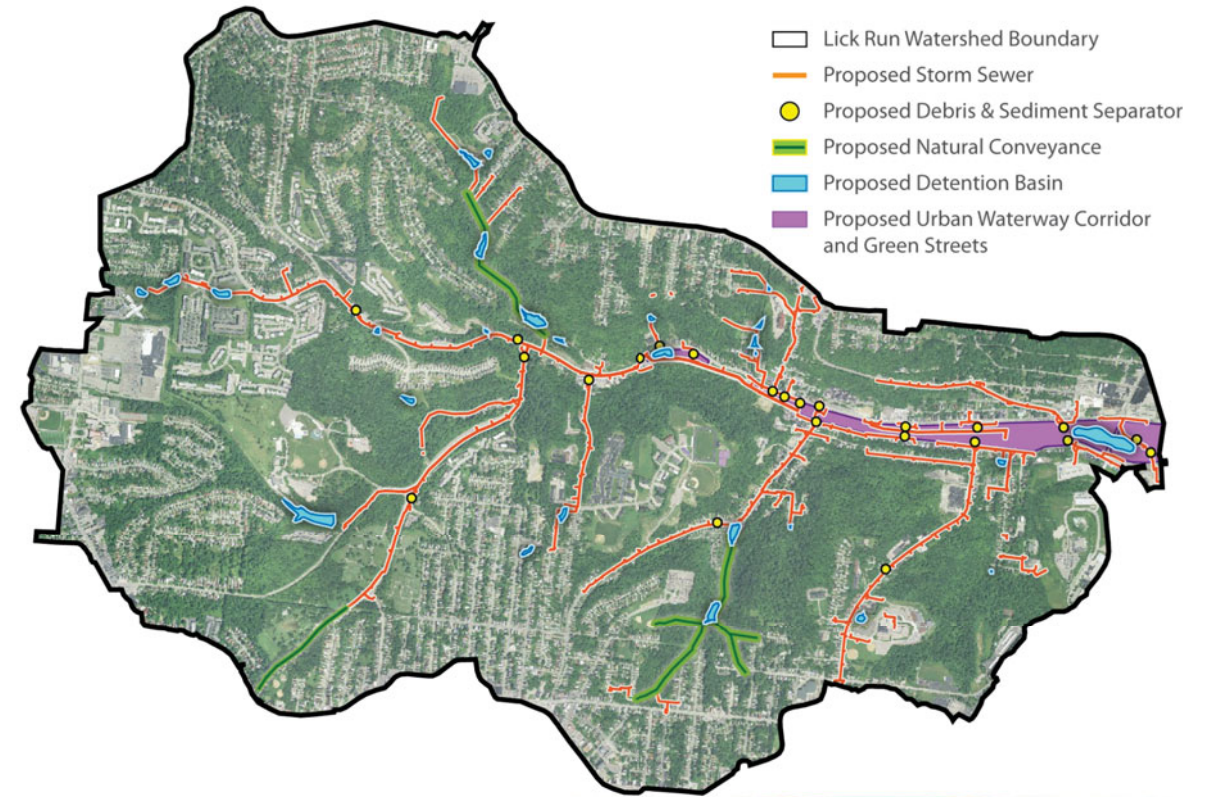 Lick Run Watershed Boundary
Proposed Storm Sewer
Proposed Debris & Sediment Separator
Proposed Natural Conveyance
Proposed Detention Basin
Proposed Urban Waterway Corridor
and Green Streets